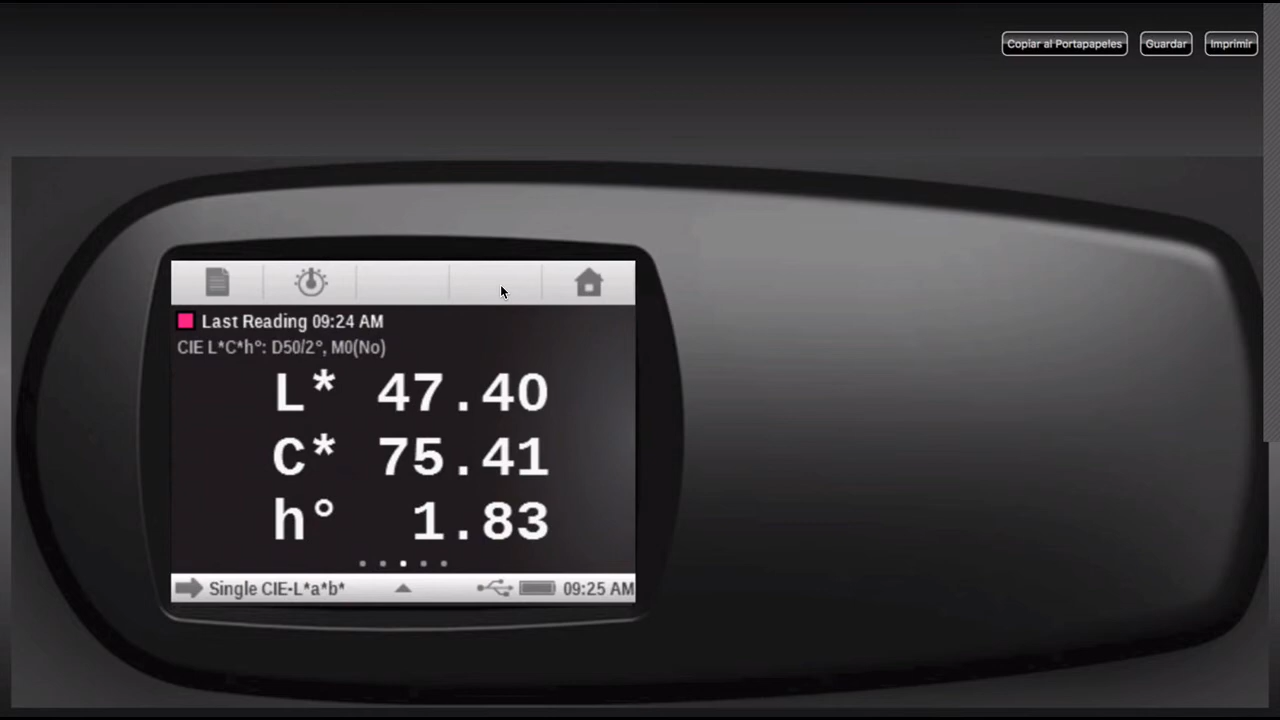 Copiar al Portapapeles Guardar Imprimir
Last Reading 09:24 AM
CIE L*C*h°: D50/2°, M0(No)
L* 47.40
C* 75.41
h° 1.83
Single CIE-L*a*b* 09:25 AM